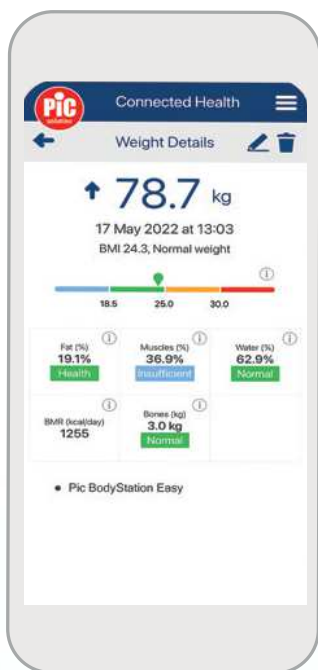 PiC
solution
Connected Health
Weight Details
78.7 kg
17 May 2022 at 13:03
BMI 24.3, Normal weight
18.5 25.0 30.0
Fat (%) Muscles (%) Water (%)
19.1% 36.9% 62.9%
Health Insufficient Normal
BMR (kcal/day) Bones (kg)
1255 3.0 kg
Normal
• Pic BodyStation Easy